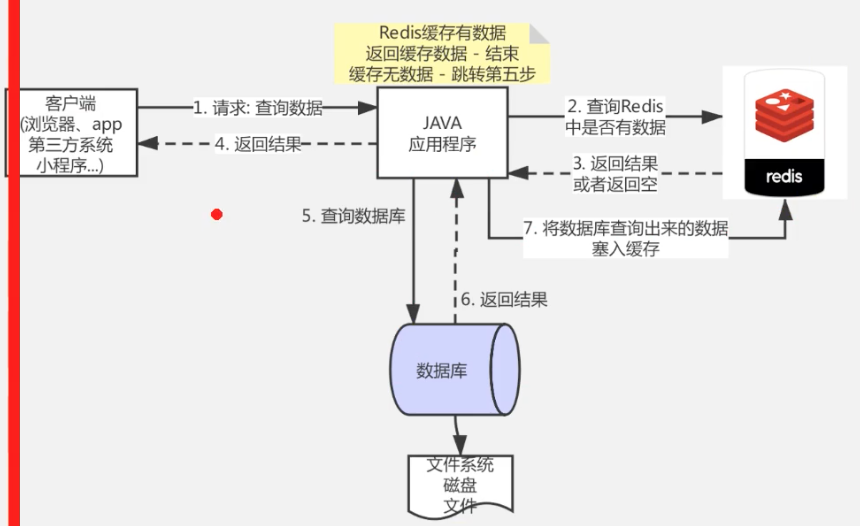 Redis缓存有数据
返回缓存数据 - 结束
缓存无数据 - 跳转第五步
客户端
(浏览器、app
第三方系统
小程序...)
1. 请求: 查询数据
4. 返回结果
JAVA
应用程序
2. 查询Redis
中是否有数据
3. 返回结果
或者返回空
redis
5. 查询数据库
7. 将数据库查询出来的数据
塞入缓存
6. 返回结果
数据库
文件系统
磁盘
文件